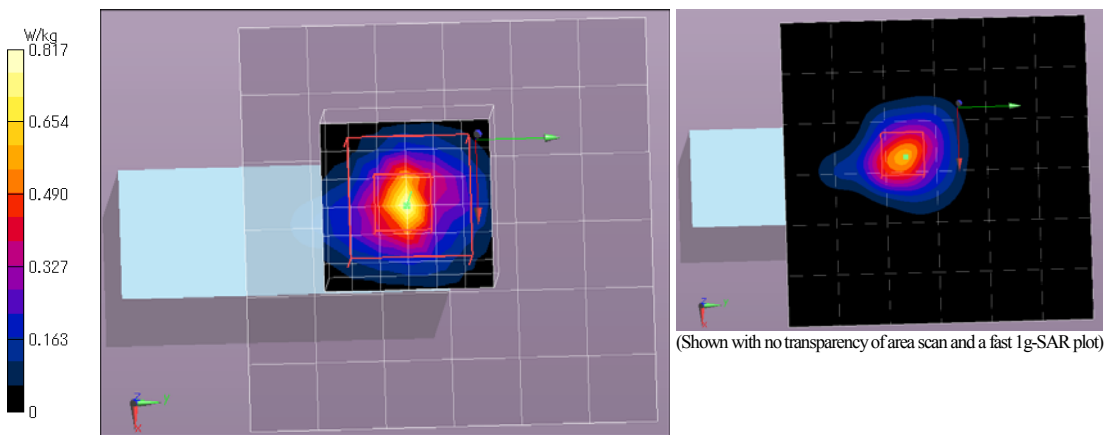 W/kg
0.817
0.654
0.490
0.327
0.163
0
Z
X
Z
X
(Shown with no transparency of area scan and a fast 1g-SAR plot)